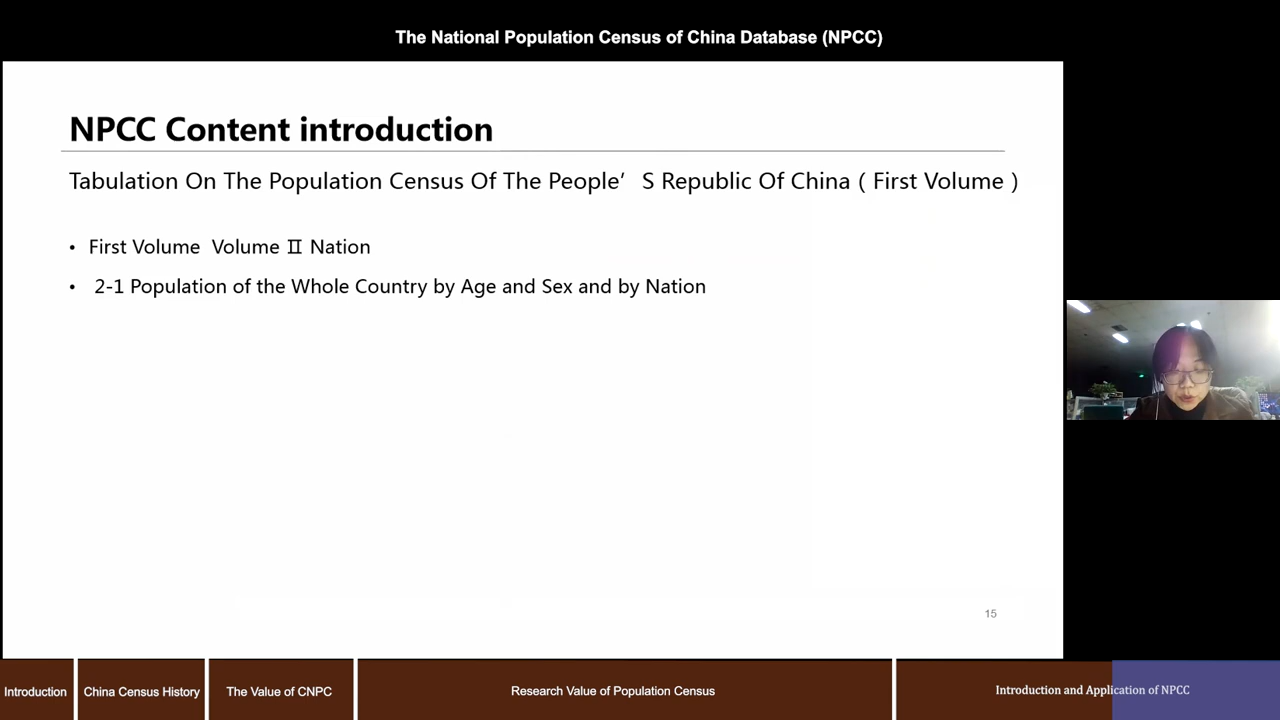 The National Population Census of China Database (NPCC)
NPCC Content introduction
Tabulation On The Population Census Of The People’ S Republic Of China ( First Volume )
• First Volume Volume Ⅱ Nation
• 2-1 Population of the Whole Country by Age and Sex and by Nation
15
Introduction
China Census History
The Value of CNPC
Research Value of Population Census
Introduction and Application of NPCC